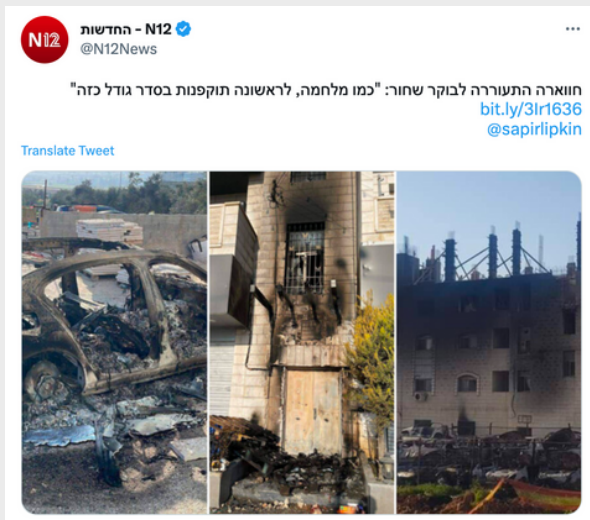 N12 - החדשות
@N12News
חווארה התעוררה לבוקר שחור: "כמו מלחמה, לראשונה תוקפנות בסדר גודל כזה"
bit.ly/3lr1636
@sapirlipkin
Translate Tweet
N12